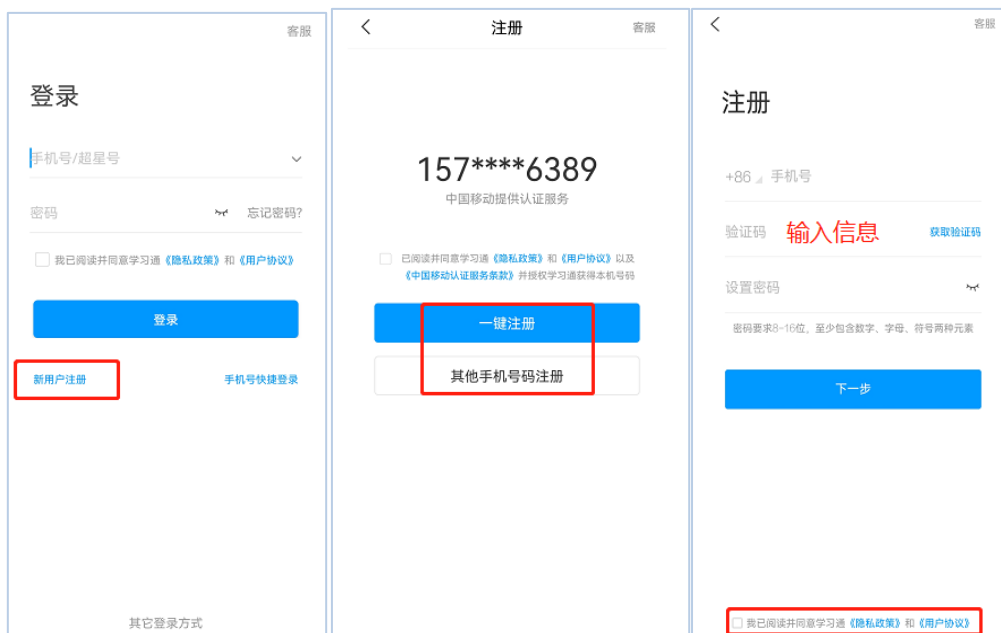 客服
登录
手机号/超星号
密码
忘记密码?
我已阅读并同意学习通《隐私政策》和《用户协议》
登录
新用户注册
手机号快捷登录
其它登录方式
注册
客服
157****6389
中国移动提供认证服务
已阅读并同意学习通《隐私政策》和《用户协议》以及
《中国移动认证服务条款》并授权学习通获得本机号码
一键注册
其他手机号码注册
客服
注册
+86 手机号
验证码 输入信息 获取验证码
设置密码
密码要求8-16位，至少包含数字、字母、符号两种元素
下一步
我已阅读并同意学习通《隐私政策》和《用户协议》